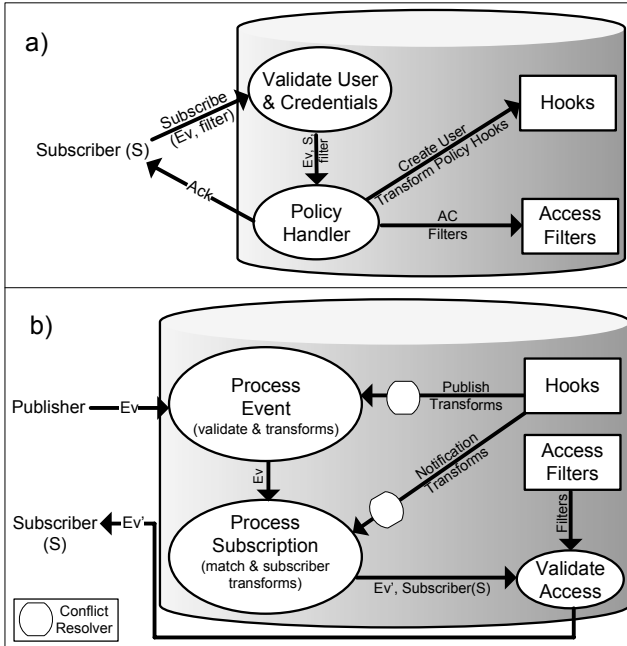 a)
Validate User
& Credentials
Hooks
Subscribe
(Ev, filter)
Subscriber (S)
Ev, S,
filter
Create User
Transform Policy Hooks
Ack
Policy
Handler
AC
Filters
Access
Filters
b)
Process
Event
(validate & transforms)
Publish
Transforms
Hooks
Publisher
Ev
Ev
Notification
Transforms
Access
Filters
Subscriber
(S)
Ev'
Process
Subscription
(match & subscriber
transforms)
Filters
Ev', Subscriber(S)
Validate
Access
Conflict
Resolver